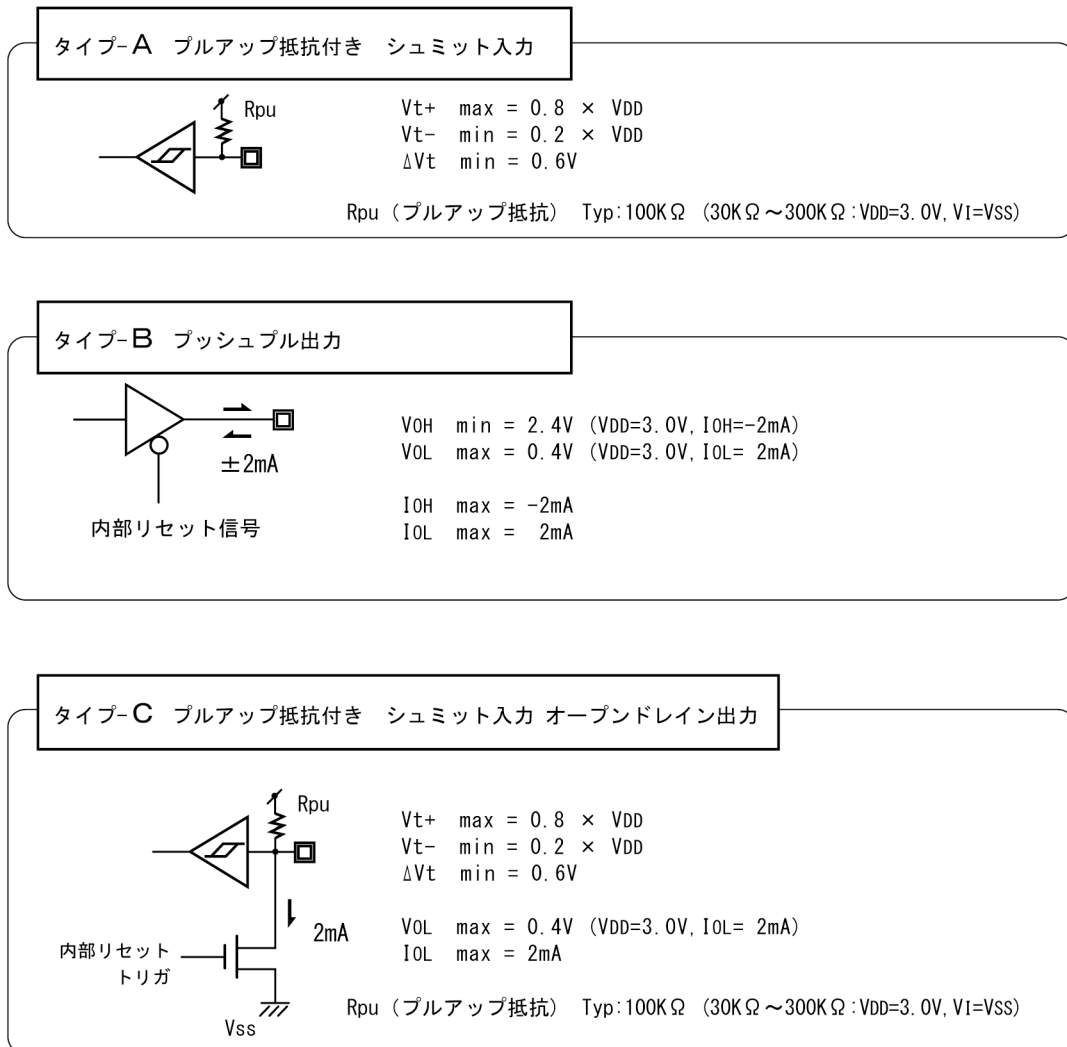 タイプ-A プルアップ抵抗付き シュミット入力
Rpu
Vt+ max = 0.8 × VDD
Vt- min = 0.2 × VDD
ΔVt min = 0.6V
Rpu（プルアップ抵抗） Typ:100KΩ (30KΩ～300KΩ:VDD=3.0V,VI=VSS)
タイプ-B プッシュプル出力
±2mA
内部リセット信号
VOH min = 2.4V (VDD=3.0V,IOH=-2mA)
VOL max = 0.4V (VDD=3.0V,IOL= 2mA)
IOH max = -2mA
IOL max = 2mA
タイプ-C プルアップ抵抗付き シュミット入力 オープンドレイン出力
Rpu
Vt+ max = 0.8 × VDD
Vt- min = 0.2 × VDD
ΔVt min = 0.6V
2mA
内部リセット
トリガ
Vss
VOL max = 0.4V (VDD=3.0V,IOL= 2mA)
IOL max = 2mA
Rpu（プルアップ抵抗） Typ:100KΩ (30KΩ～300KΩ:VDD=3.0V,VI=VSS)